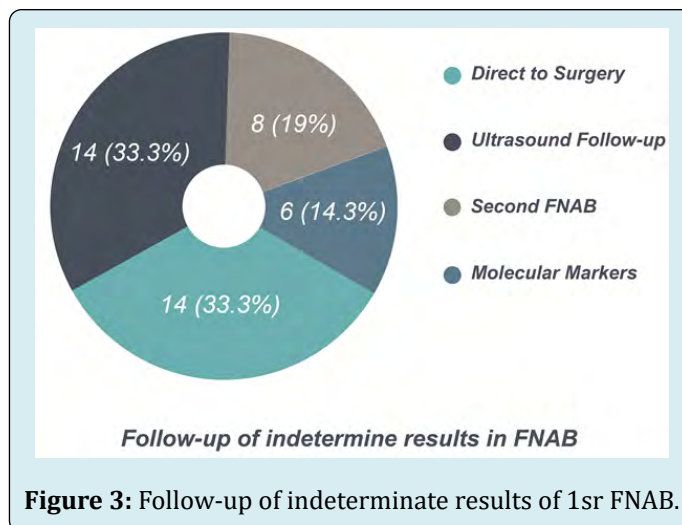 14 (33.3%)
8 (19%)
6 (14.3%)
14 (33.3%)
Direct to Surgery
Ultrasound Follow-up
Second FNAB
Molecular Markers
Follow-up of indetermine results in FNAB
Figure 3: Follow-up of indeterminate results of 1sr FNAB.